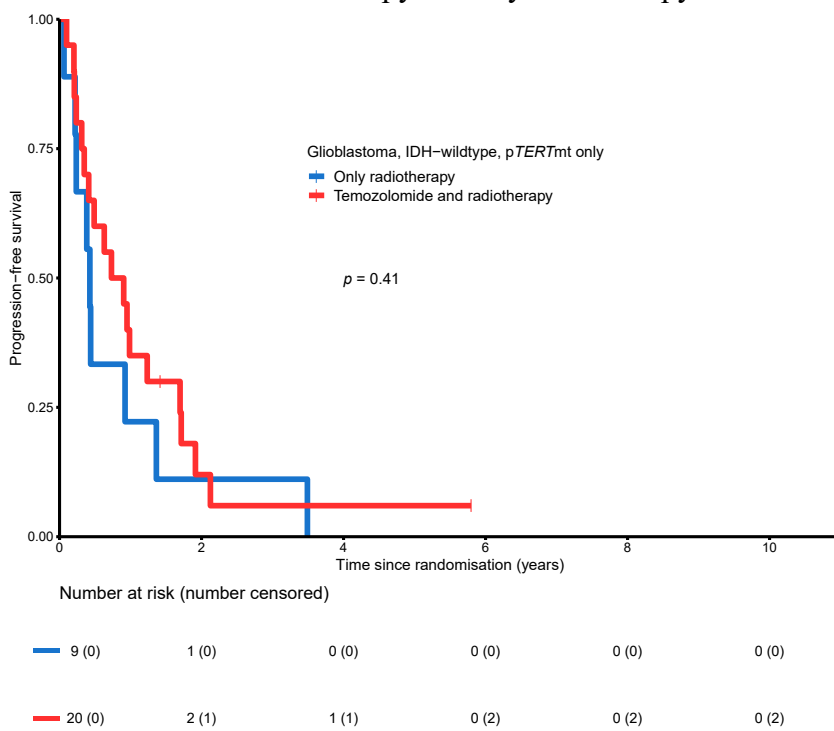 1.00
0.75
0.50
0.25
0.00
Progression−free survival
Glioblastoma, IDH−wildtype, pTERTmt only
Only radiotherapy
Temozolomide and radiotherapy
p = 0.41
0 2 4 6 8 10
Time since randomisation (years)
Number at risk (number censored)
9 (0) 1 (0) 0 (0) 0 (0) 0 (0) 0 (0)
20 (0) 2 (1) 1 (1) 0 (2) 0 (2) 0 (2)